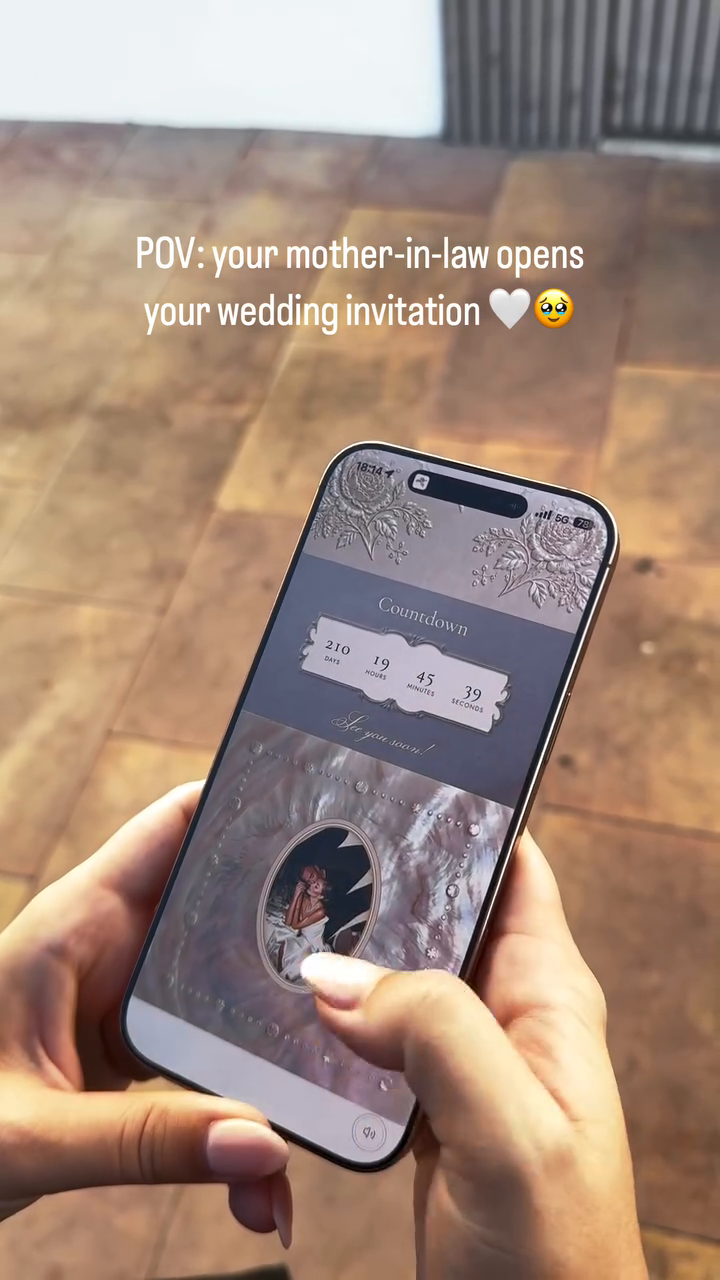 POV: your mother-in-law opens
your wedding invitation 🤍🥹
18:14
5G 78
Countdown
210 19 45 39
DAYS HOURS MINUTES SECONDS
See you soon!